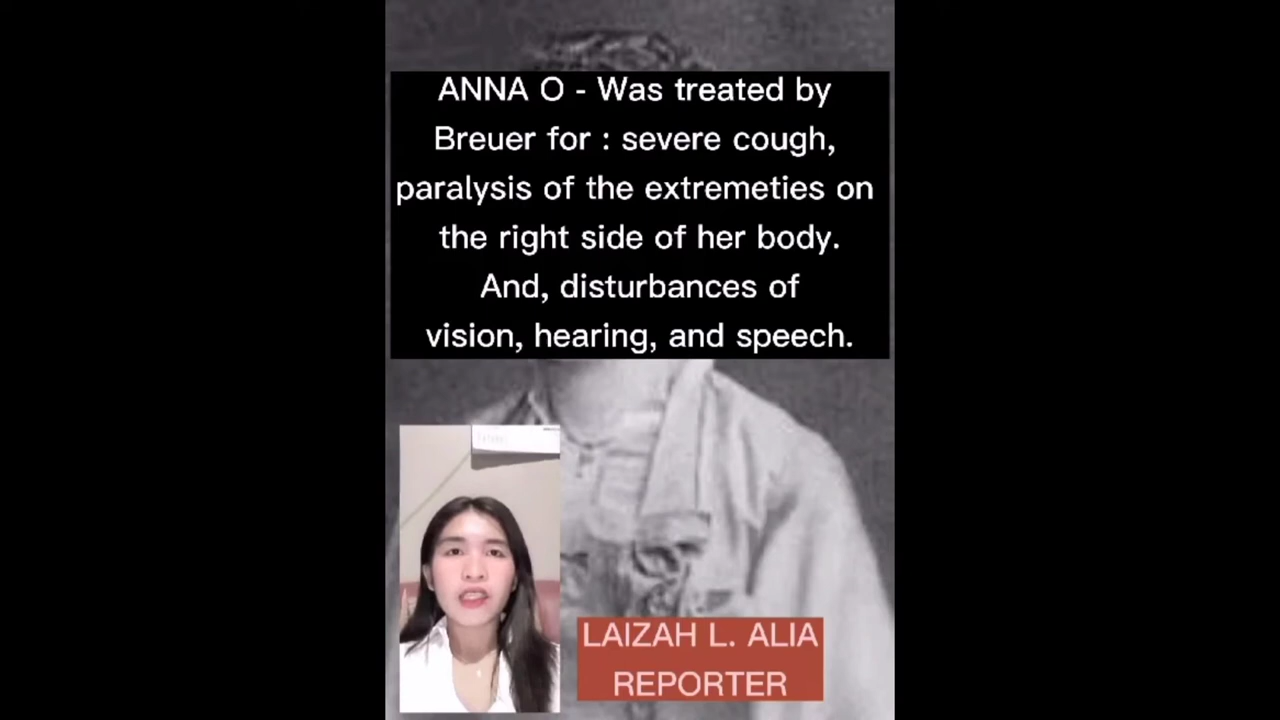 ANNA O - Was treated by
Breuer for : severe cough,
paralysis of the extremeties on
the right side of her body.
And, disturbances of
vision, hearing, and speech.
LAIZAH L. ALIA
REPORTER